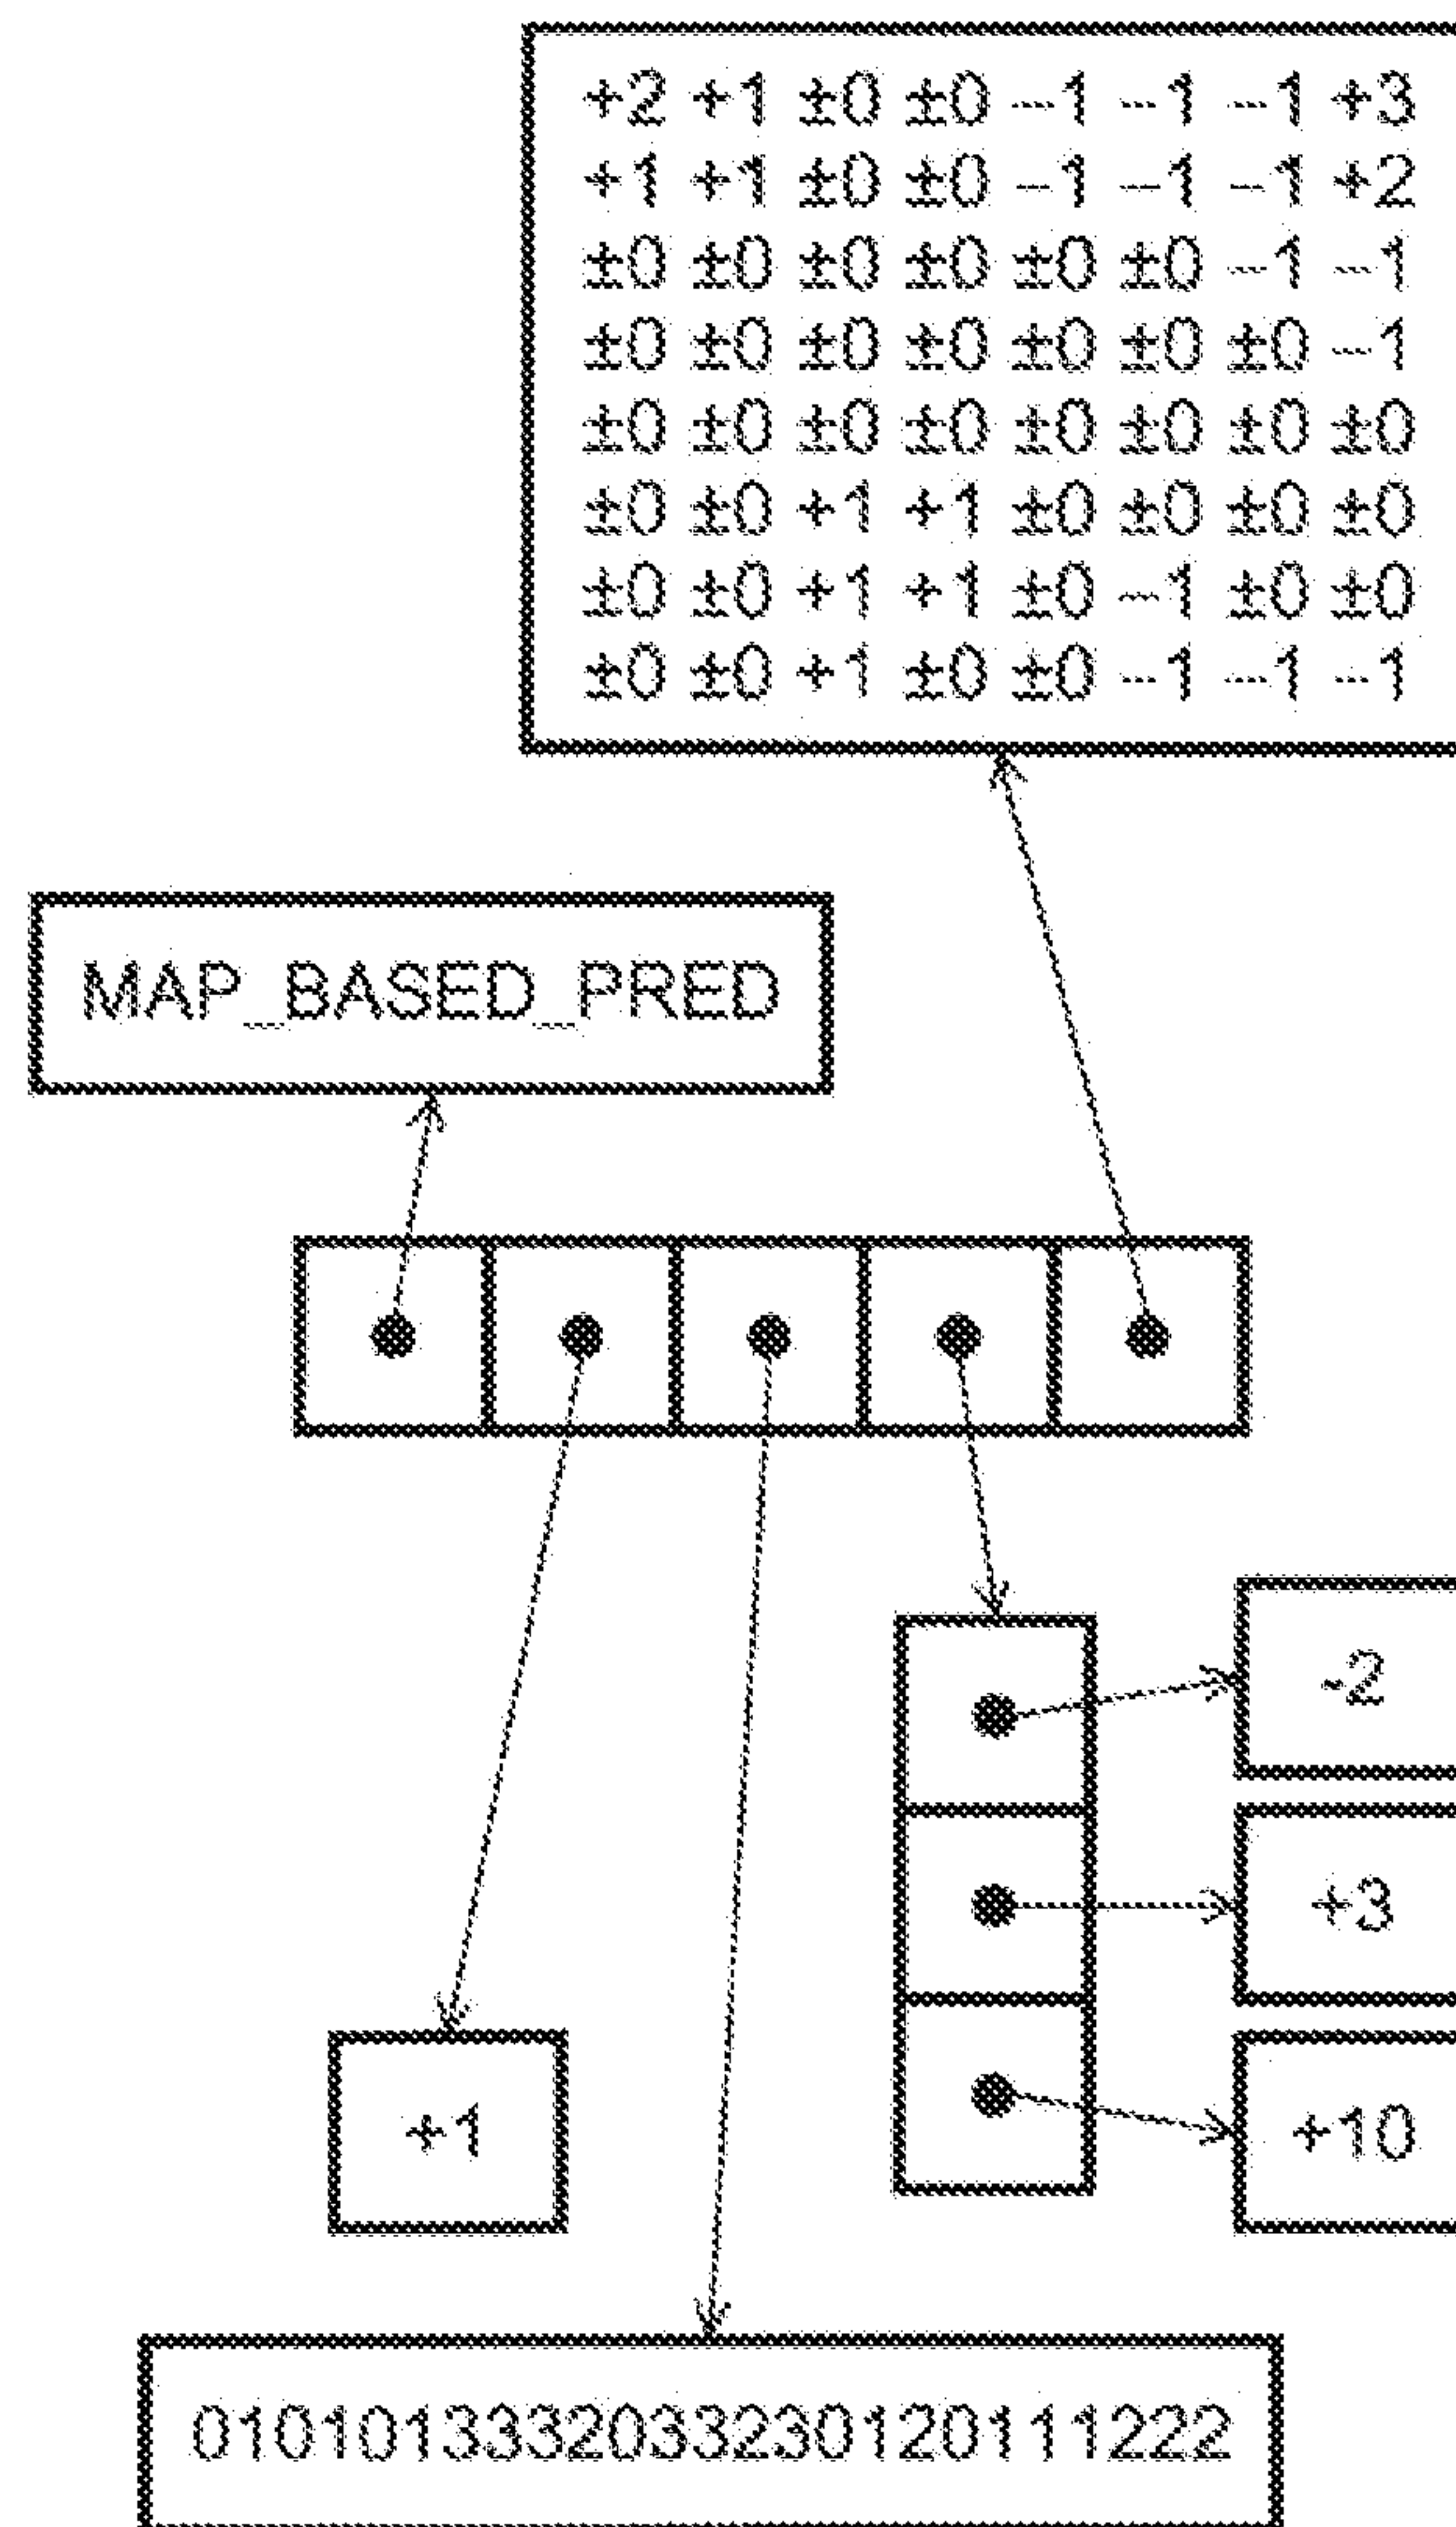 +2 +1 ±0 ±0 –1 –1 –1 +3
+1 +1 ±0 ±0 –1 –1 –1 +2
±0 ±0 ±0 ±0 ±0 ±0 –1 –1
±0 ±0 ±0 ±0 ±0 ±0 ±0 –1
±0 ±0 ±0 ±0 ±0 ±0 ±0 ±0
±0 ±0 +1 +1 ±0 ±0 ±0 ±0
±0 ±0 +1 +1 ±0 –1 ±0 ±0
±0 ±0 +1 ±0 ±0 –1 –1 –1
MAP_BASED_PRED
-2
+3
+1
+10
0101013332033230120111222